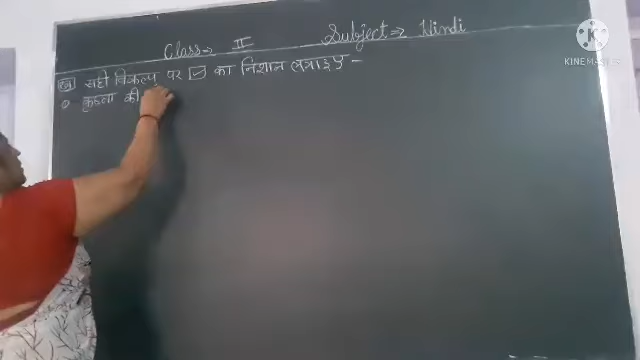 Class → II Subject → Hindi
ख सही विकल्प पर ✓ का निशान लगाइए -
की
KINEMASTER